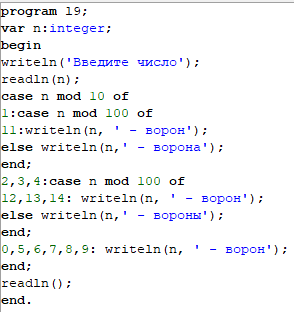 program 19;
var n:integer;
begin
writeln('Введите число');
readln(n);
case n mod 10 of
1:case n mod 100 of
11:writeln(n, ' - ворон');
else writeln(n,' - ворона');
end;
2,3,4:case n mod 100 of
12,13,14: writeln(n, ' - ворон');
else writeln(n,' - вороны');
end;
0,5,6,7,8,9: writeln(n, ' - ворон');
end;
readln();
end.